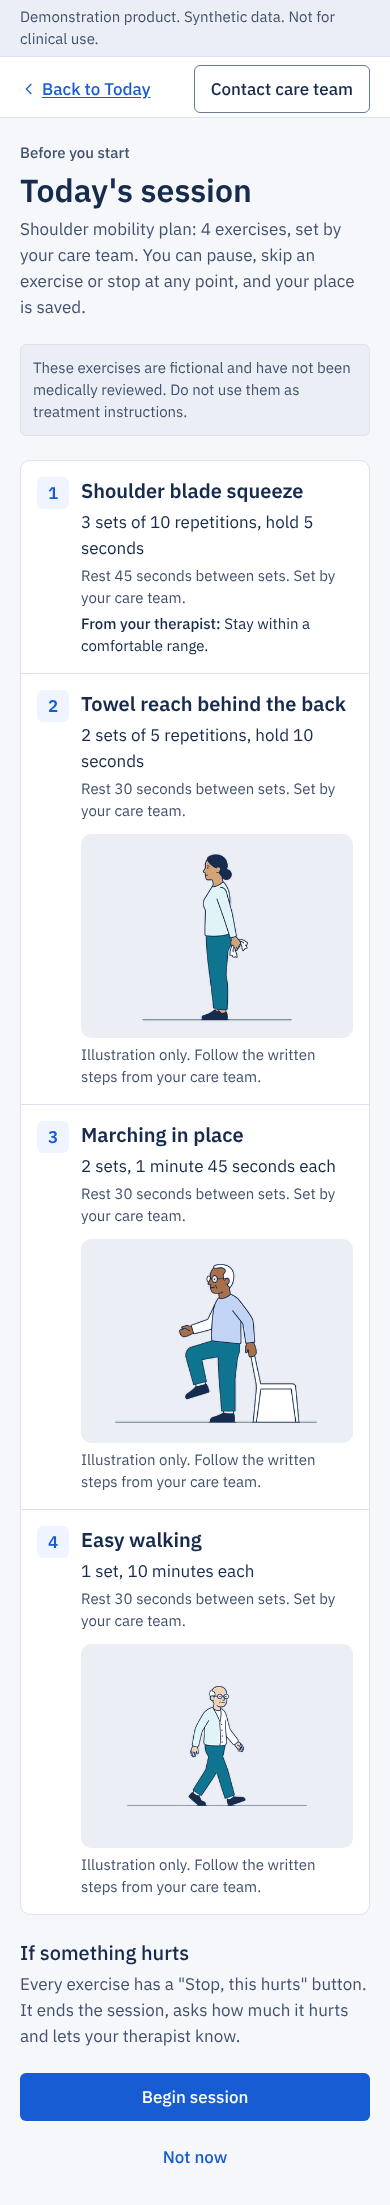 Demonstration product. Synthetic data. Not for
clinical use.
Back to Today
Contact care team
Before you start
Today's session
Shoulder mobility plan: 4 exercises, set by
your care team. You can pause, skip an
exercise or stop at any point, and your place
is saved.
These exercises are fictional and have not been
medically reviewed. Do not use them as
treatment instructions.
1
Shoulder blade squeeze
3 sets of 10 repetitions, hold 5
seconds
Rest 45 seconds between sets. Set by
your care team.
From your therapist: Stay within a
comfortable range.
2
Towel reach behind the back
2 sets of 5 repetitions, hold 10
seconds
Rest 30 seconds between sets. Set by
your care team.
Illustration only. Follow the written
steps from your care team.
3
Marching in place
2 sets, 1 minute 45 seconds each
Rest 30 seconds between sets. Set by
your care team.
Illustration only. Follow the written
steps from your care team.
4
Easy walking
1 set, 10 minutes each
Rest 30 seconds between sets. Set by
your care team.
Illustration only. Follow the written
steps from your care team.
If something hurts
Every exercise has a "Stop, this hurts" button.
It ends the session, asks how much it hurts
and lets your therapist know.
Begin session
Not now